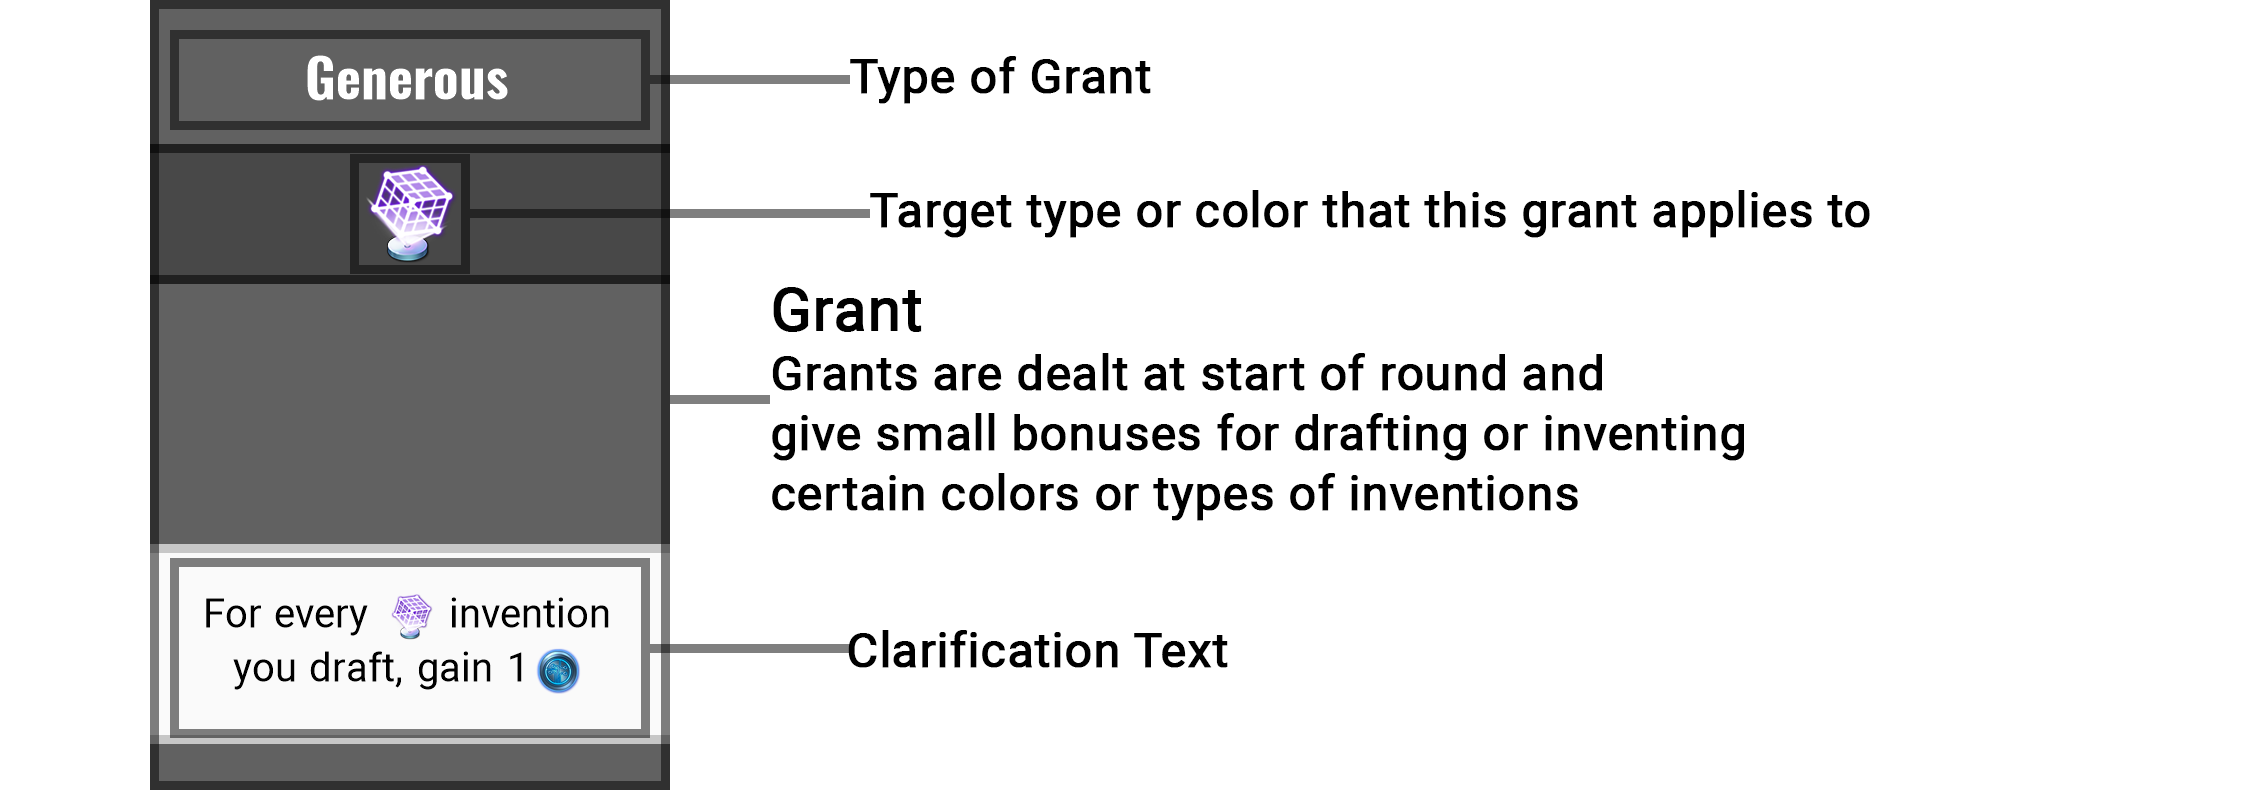 Generous
Type of Grant
Target type or color that this grant applies to
Grant
Grants are dealt at start of round and
give small bonuses for drafting or inventing
certain colors or types of inventions
For every invention
you draft, gain 1
Clarification Text